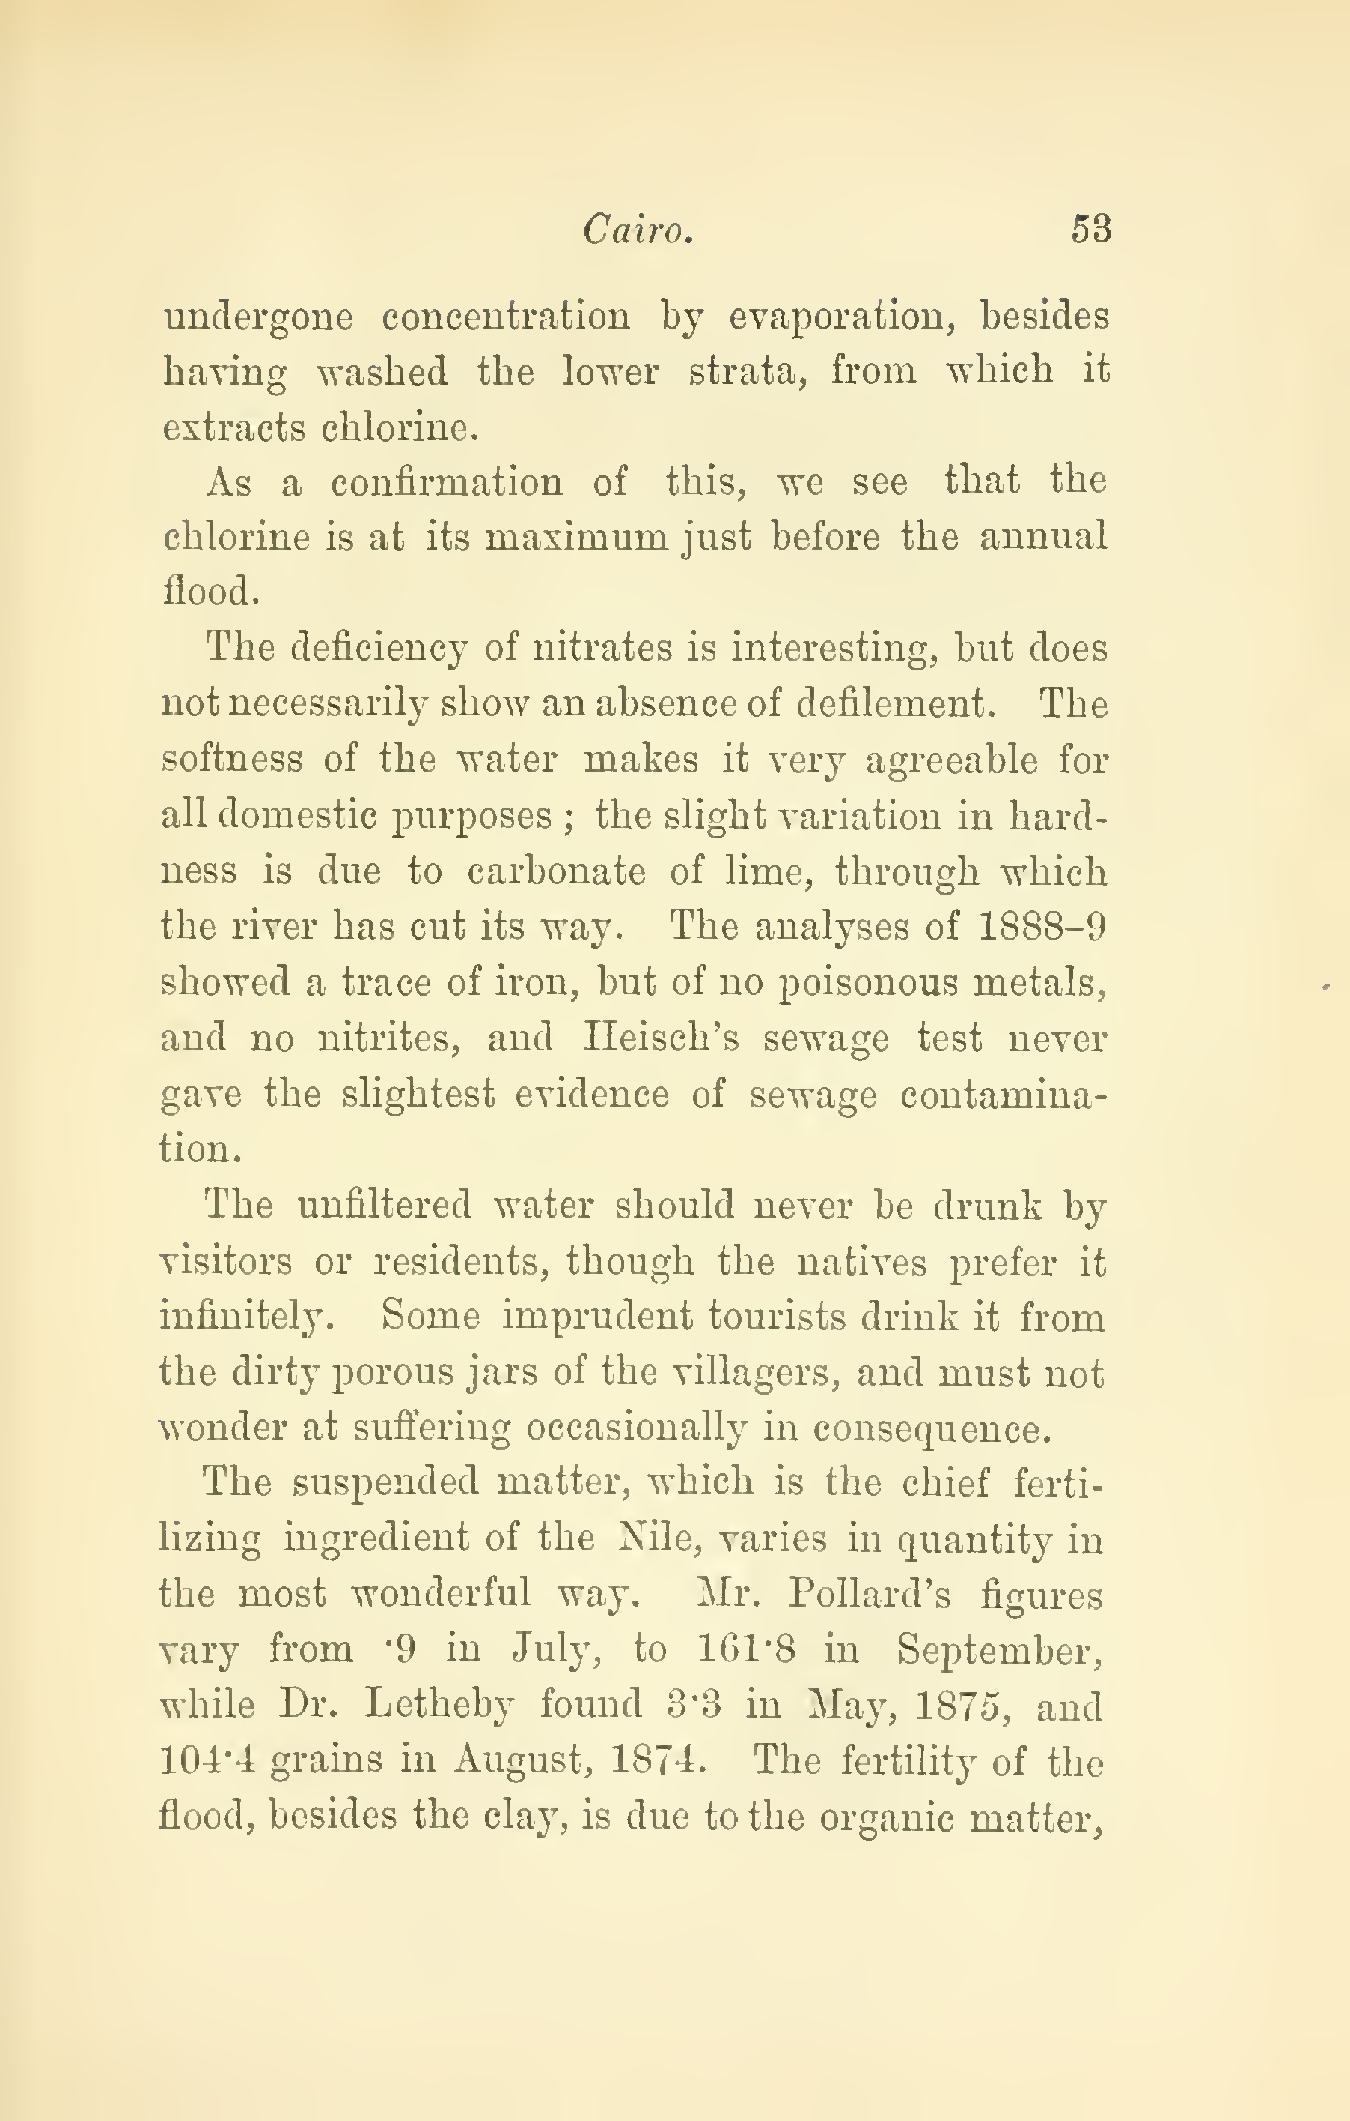 Cairo. 53
undergone concentration by evaporation, besides
having washed the lower strata, from which it
extracts chlorine.
As a confirmation of this, we see that the
chlorine is at its maximum just before the annual
flood.
The deficiency of nitrates is interesting, but does
not necessarily show an absence of defilement. The
softness of the water makes it very agreeable for
all domestic purposes ; the slight variation in hard-
ness is due to carbonate of lime, through which
the river has cut its way. The analyses of 1888–9
showed a trace of iron, but of no poisonous metals,
and no nitrites, and Heisch's sewage test never
gave the slightest evidence of sewage contamina-
tion.
The unfiltered water should never be drunk by
visitors or residents, though the natives prefer it
infinitely. Some imprudent tourists drink it from
the dirty porous jars of the villagers, and must not
wonder at suffering occasionally in consequence.
The suspended matter, which is the chief ferti-
lizing ingredient of the Nile, varies in quantity in
the most wonderful way. Mr. Pollard's figures
vary from ·9 in July, to 161·8 in September,
while Dr. Letheby found 3·3 in May, 1875, and
104·4 grains in August, 1874. The fertility of the
flood, besides the clay, is due to the organic matter,